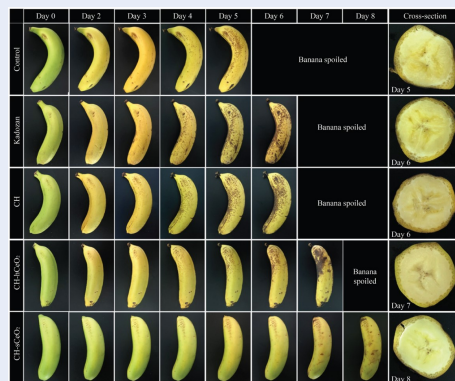 Day 0 Day 2 Day 3 Day 4 Day 5 Day 6 Day 7 Day 8 Cross-section
Control
Banana spoiled
Day 5
Kadozan
Banana spoiled
Day 6
CH
Banana spoiled
Day 6
CH-hCeO₂
Banana
spoiled
Day 7
CH-sCeO₂
Day 8